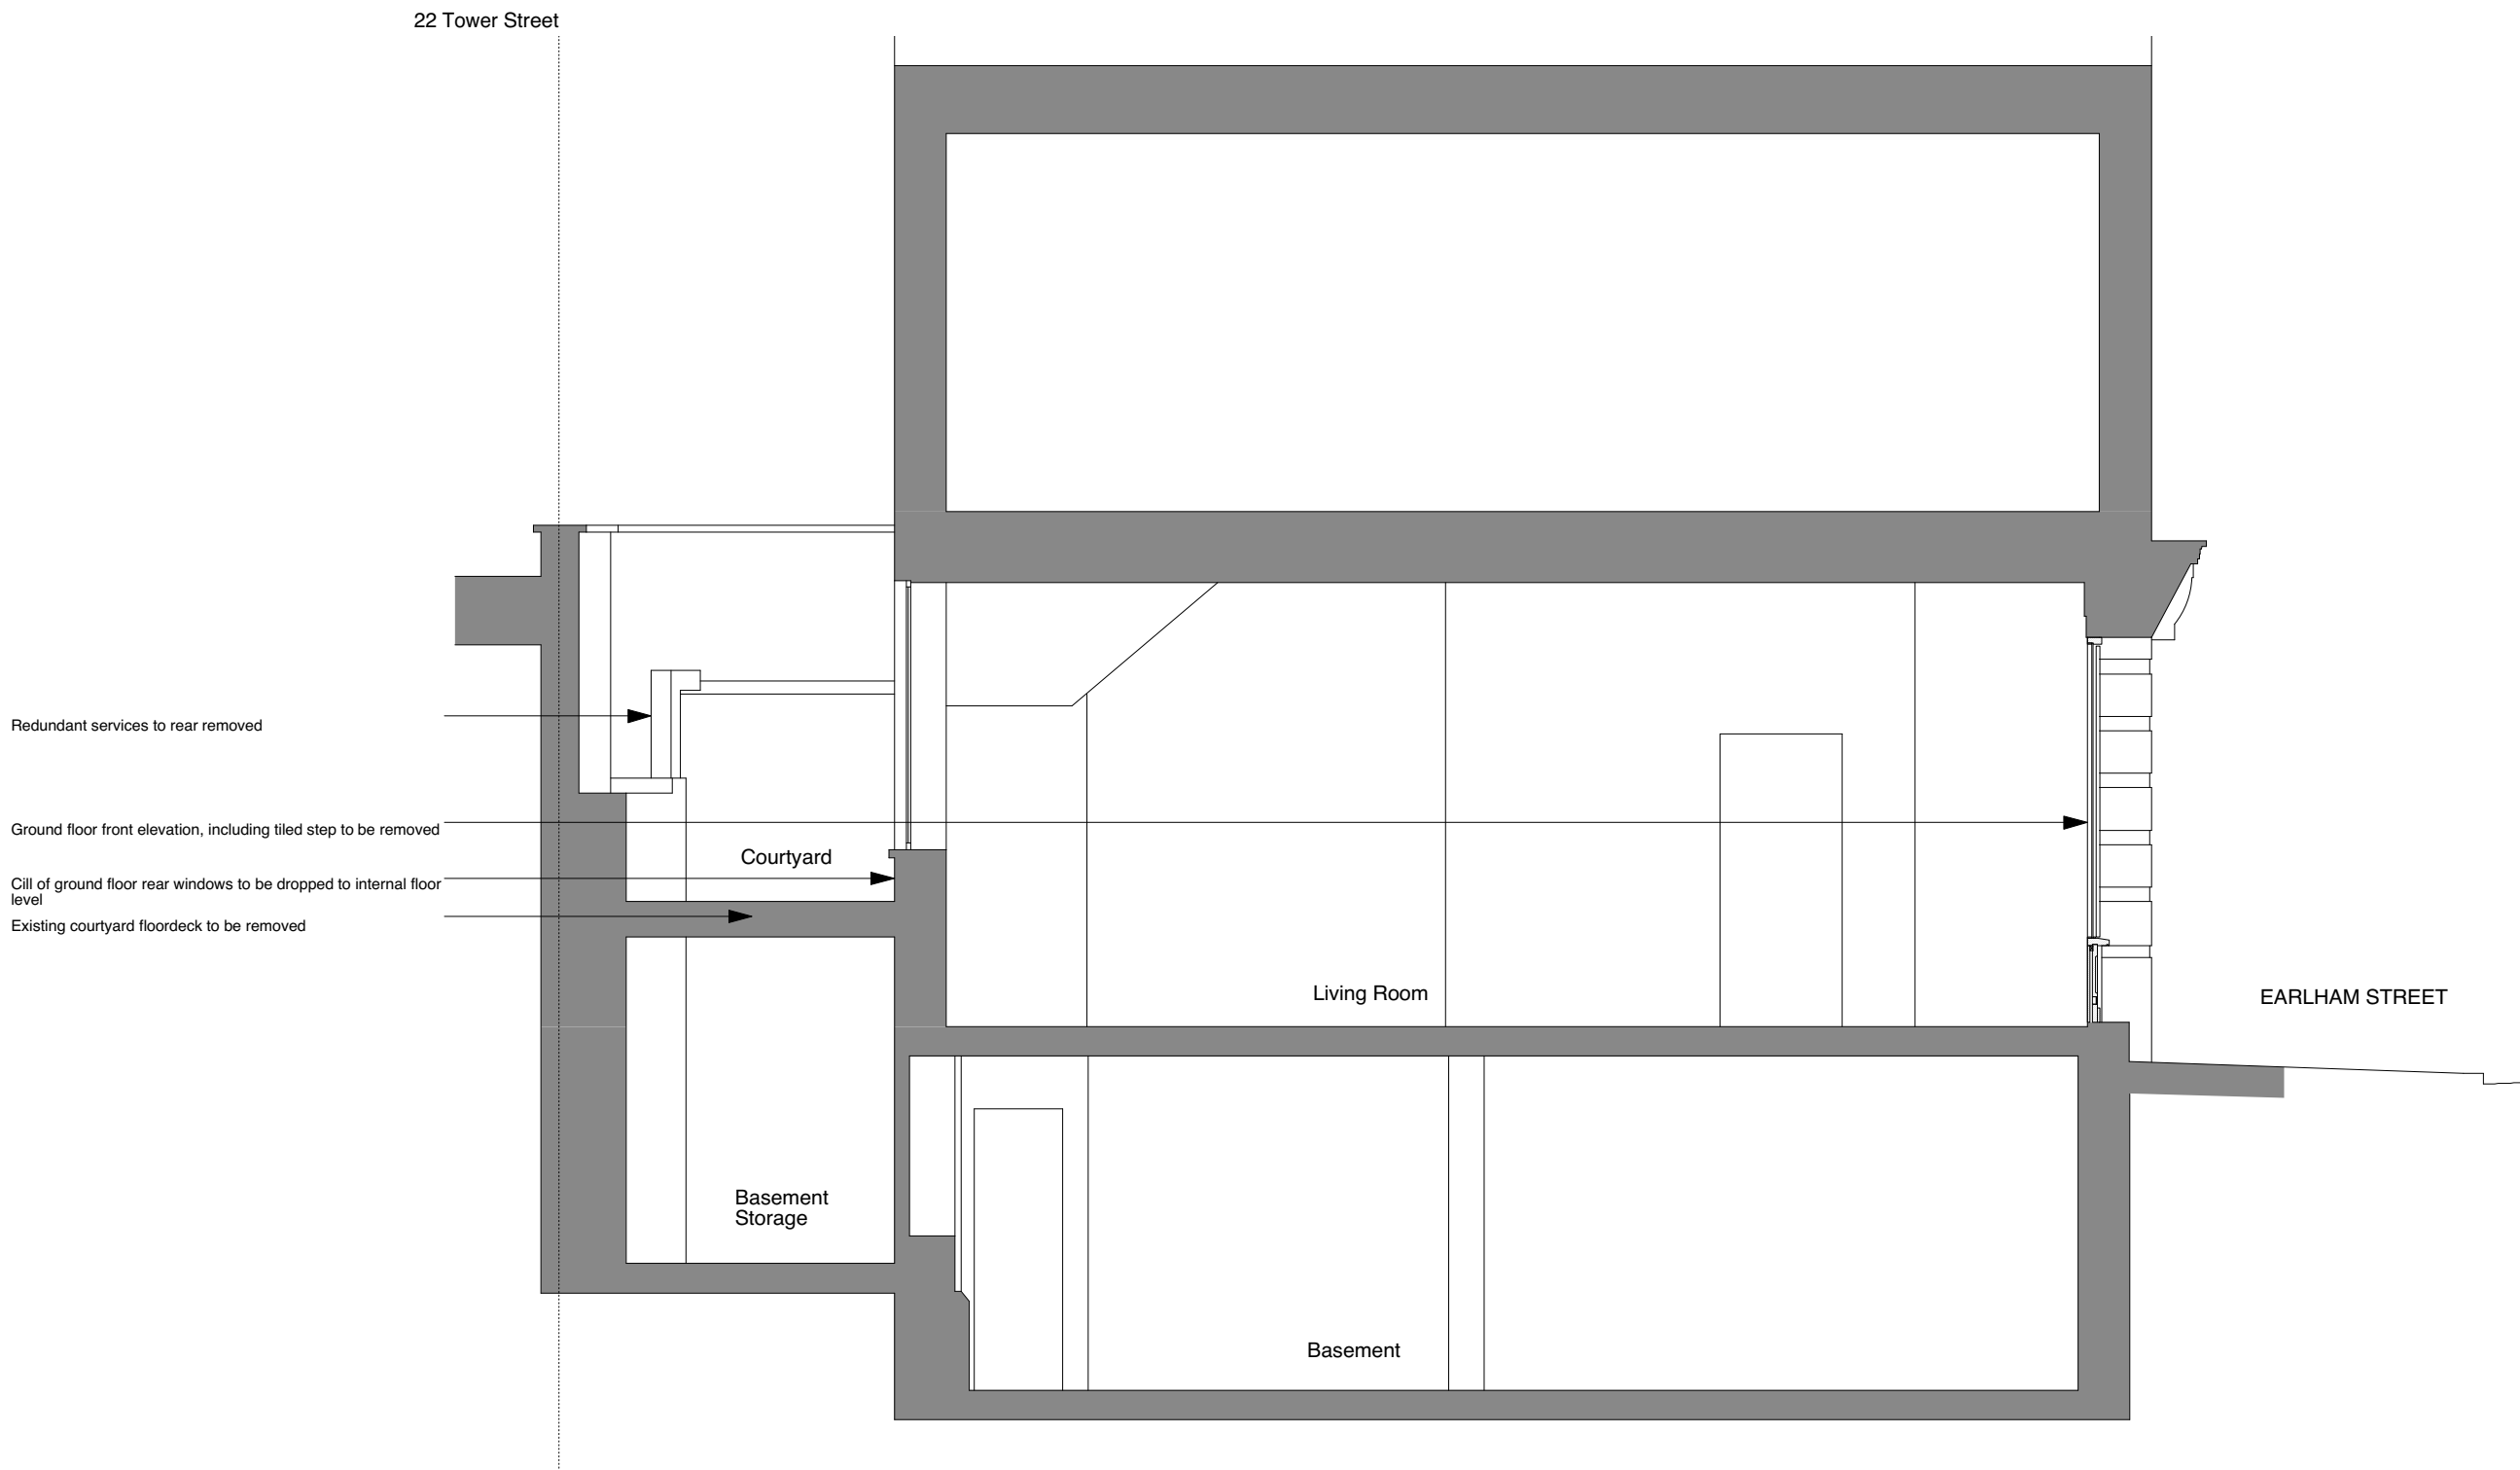 22 Tower Street
Redundant services to rear removed
Ground floor front elevation, including tiled step to be removed
Courtyard
Cill of ground floor rear windows to be dropped to internal floor
level
Existing courtyard floordeck to be removed
Living Room
EARLHAM STREET
Basement
Storage
Basement